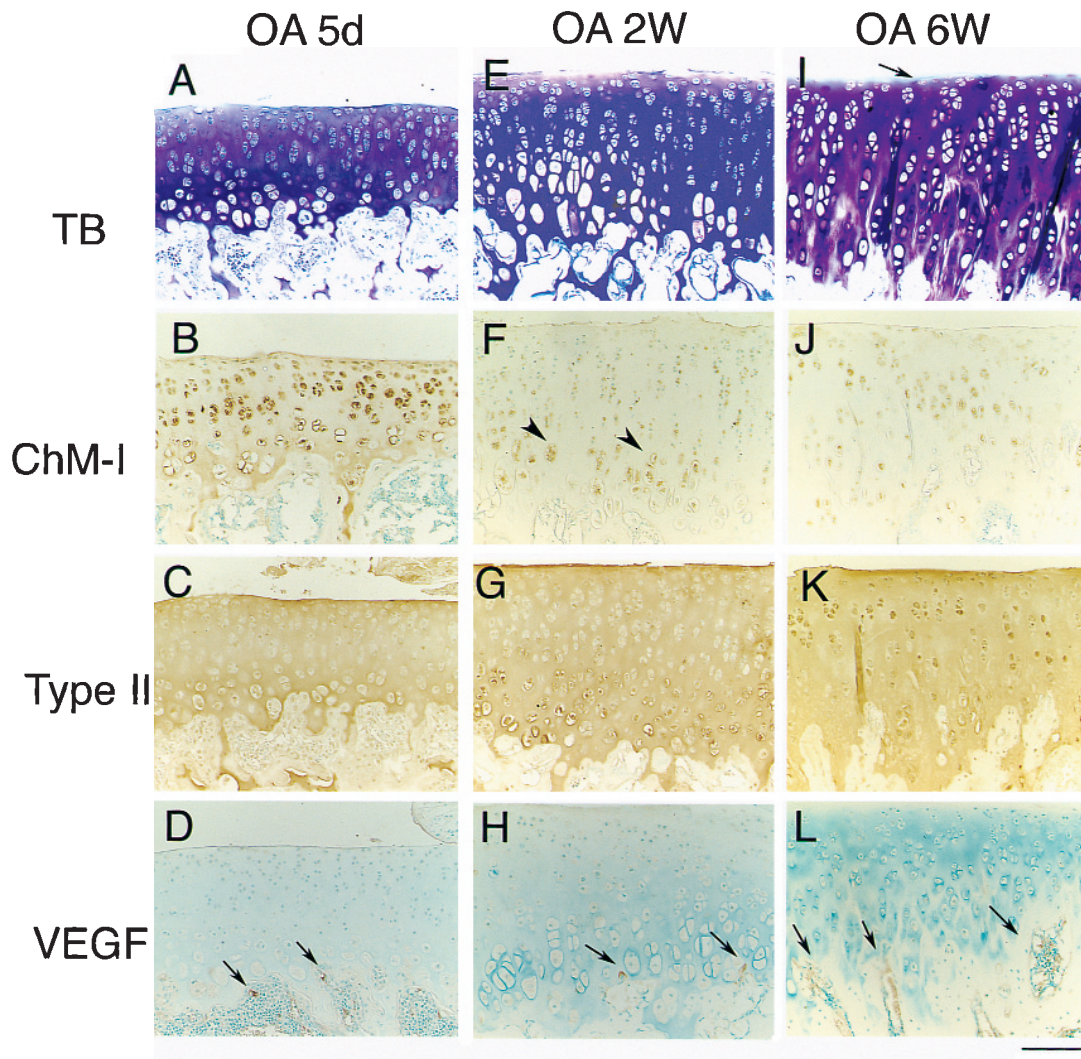 OA 5d OA 2W OA 6W
TB A E I
ChM-I B F J
Type II C G K
VEGF D H L